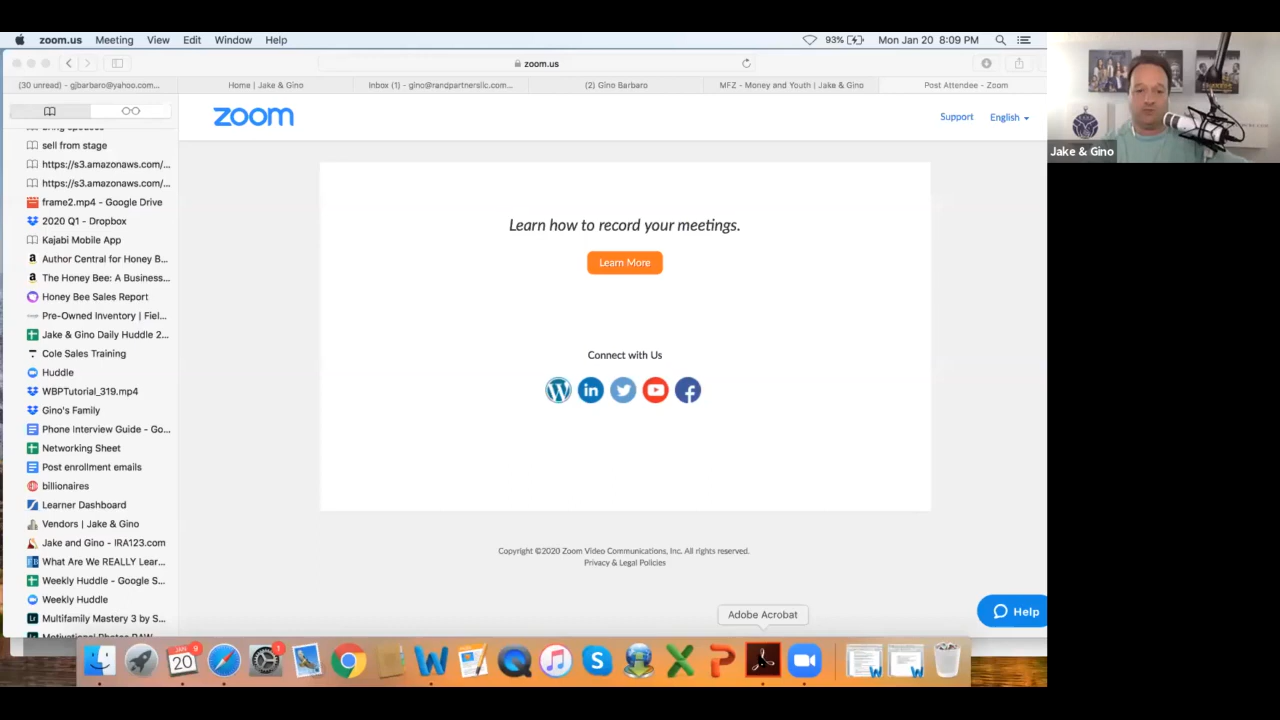 zoom.us Meeting View Edit Window Help 93% Mon Jan 20 8:09 PM
zoom.us
(30 unread) - gjbarbaro@yahoo.com... Home | Jake & Gino Inbox (1) - gino@randpartnersllc.com... (2) Gino Barbaro MFZ - Money and Youth | Jake & Gino Post Attendee - Zoom
zoom
Support English
sell from stage
https://s3.amazonaws.com/...
https://s3.amazonaws.com/...
frame2.mp4 - Google Drive
2020 Q1 - Dropbox
Kajabi Mobile App
Author Central for Honey B...
The Honey Bee: A Business...
Honey Bee Sales Report
Pre-Owned Inventory | Fiel...
Jake & Gino Daily Huddle 2...
Cole Sales Training
Huddle
WBPTutorial_319.mp4
Gino's Family
Phone Interview Guide - Go...
Networking Sheet
Post enrollment emails
billionaires
Learner Dashboard
Vendors | Jake & Gino
Jake and Gino - IRA123.com
What Are We REALLY Lear...
Weekly Huddle - Google S...
Weekly Huddle
Multifamily Mastery 3 by S...
Learn how to record your meetings.
Learn More
Connect with Us
Copyright ©2020 Zoom Video Communications, Inc. All rights reserved.
Privacy & Legal Policies
Help
Adobe Acrobat
JAN
20
9
1
Jake & Gino